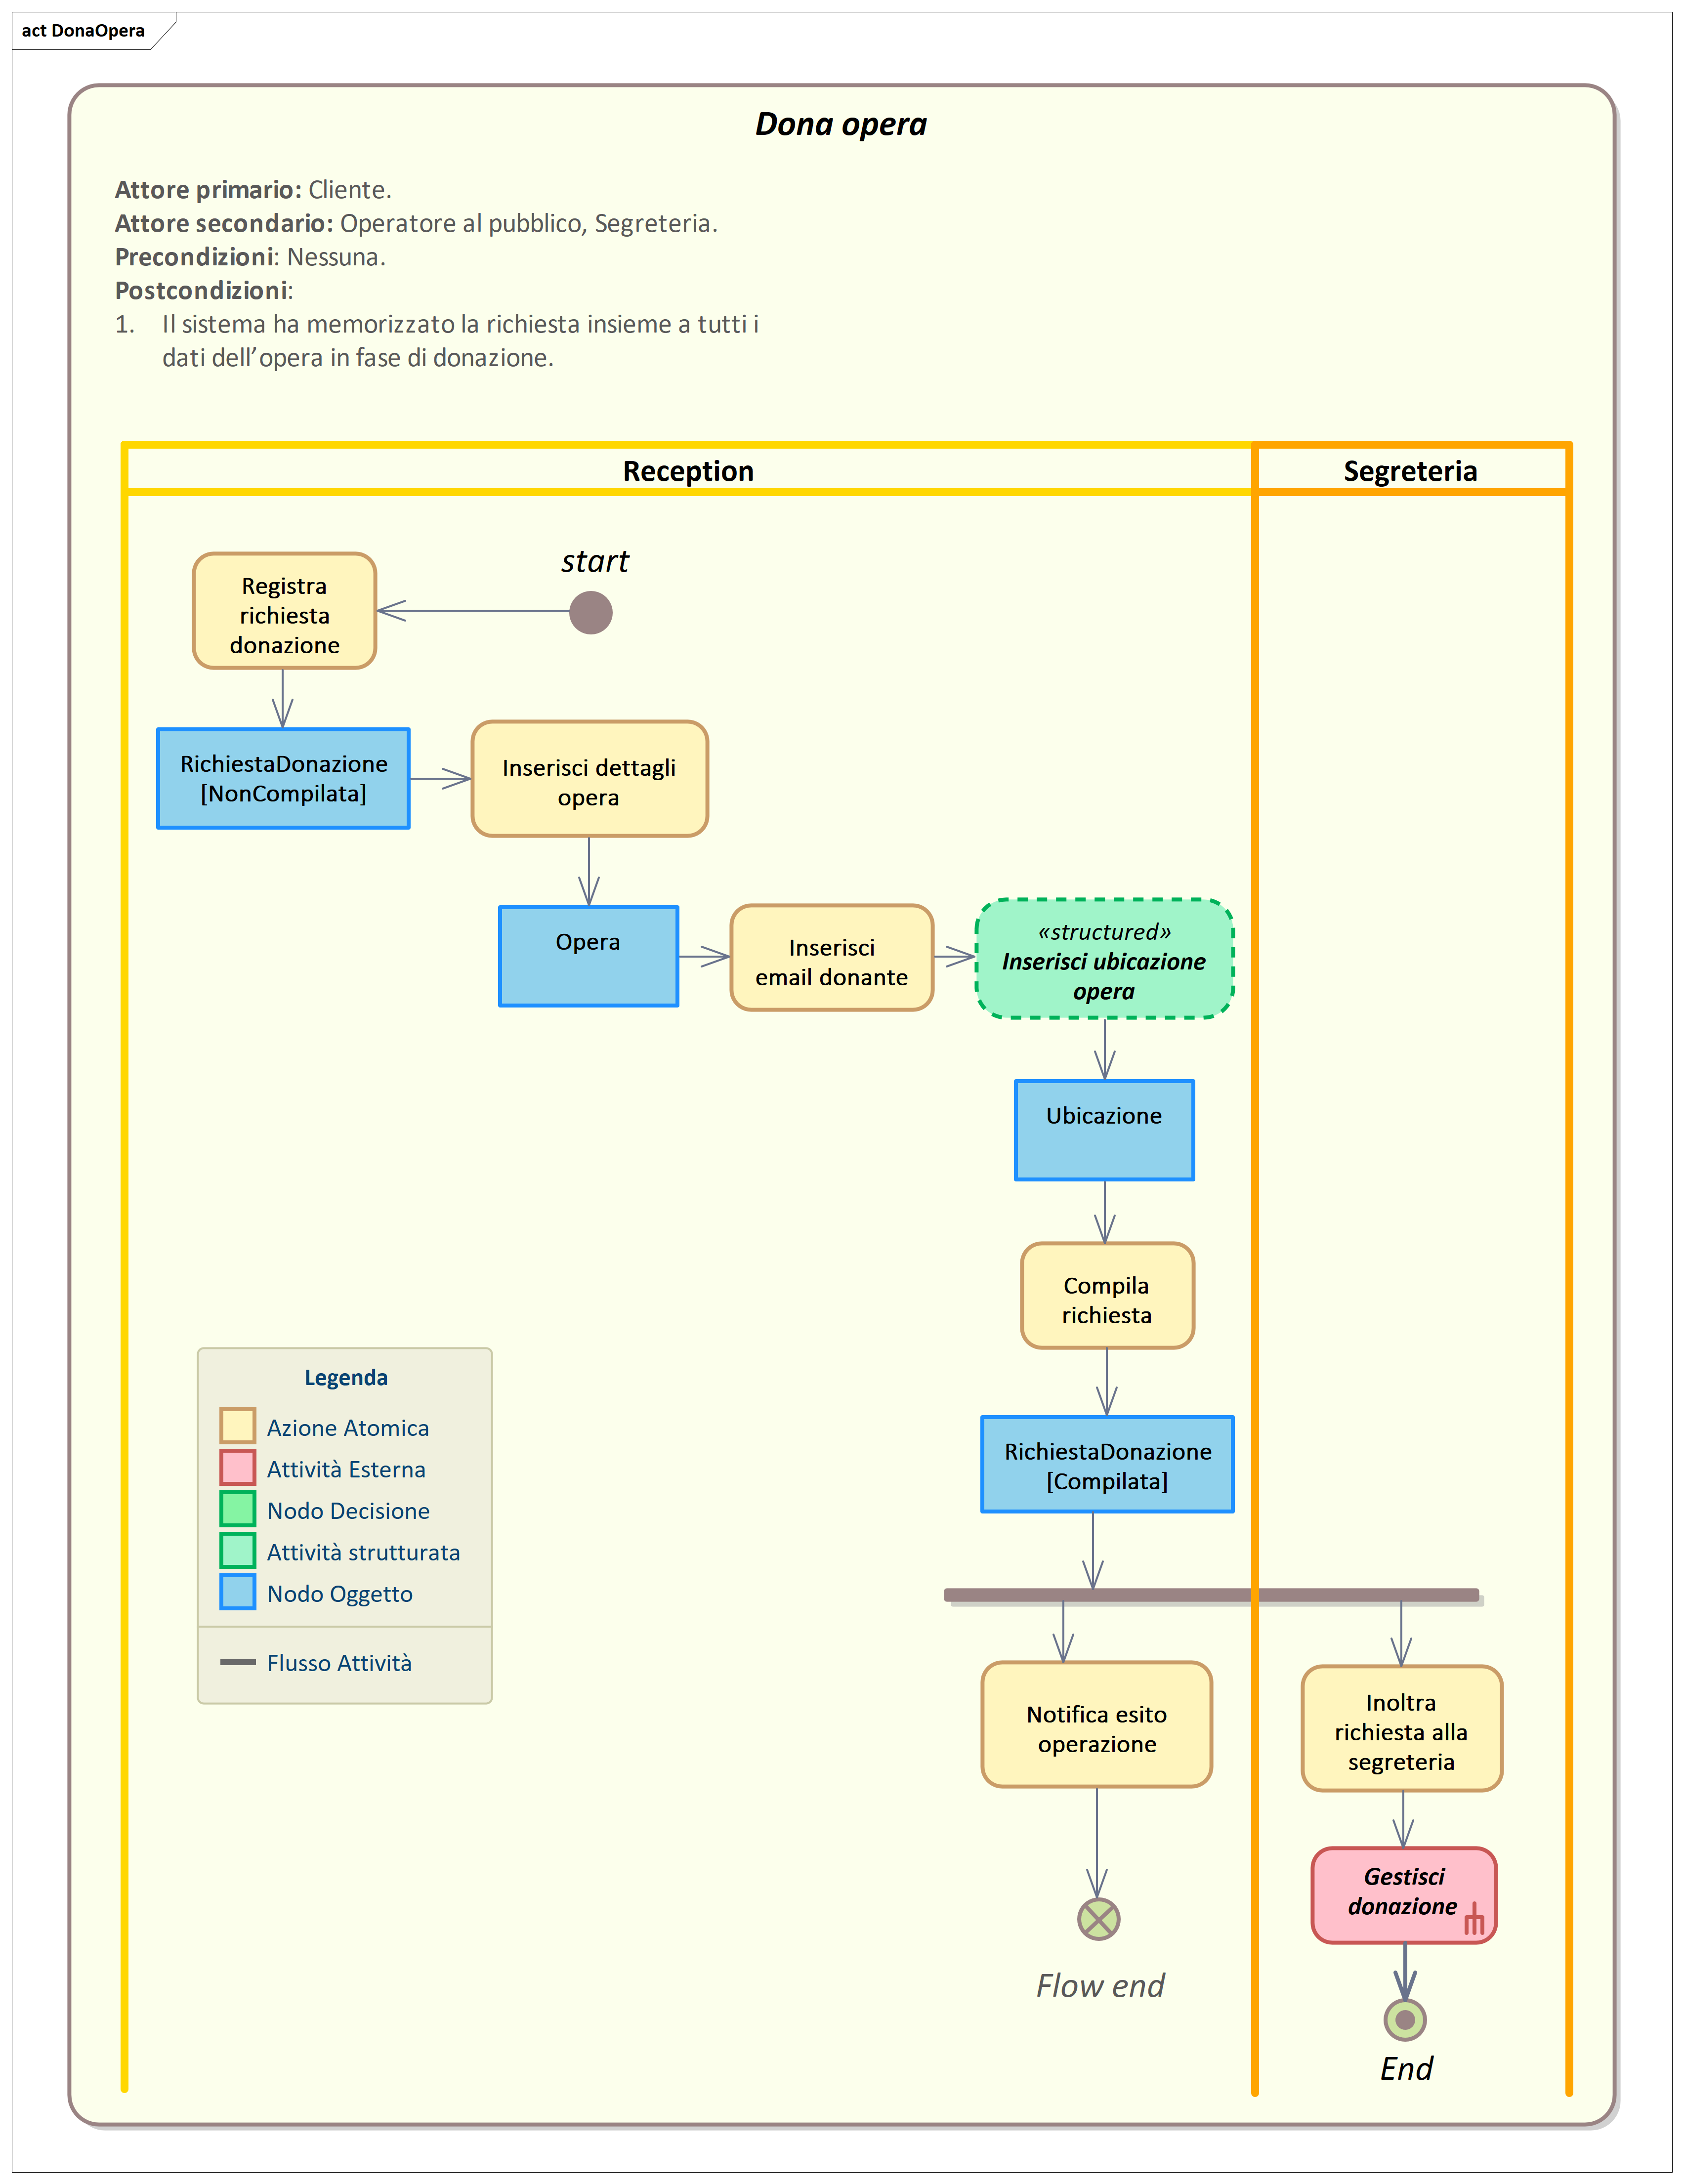 act DonaOpera
Dona opera
Attore primario: Cliente.
Attore secondario: Operatore al pubblico, Segreteria.
Precondizioni: Nessuna.
Postcondizioni:
1. Il sistema ha memorizzato la richiesta insieme a tutti i
dati dell’opera in fase di donazione.
Reception
Segreteria
start
Registra
richiesta
donazione
RichiestaDonazione
[NonCompilata]
Inserisci dettagli
opera
Opera
Inserisci
email donante
«structured»
Inserisci ubicazione
opera
Ubicazione
Compila
richiesta
RichiestaDonazione
[Compilata]
Legenda
Azione Atomica
Attività Esterna
Nodo Decisione
Attività strutturata
Nodo Oggetto
Flusso Attività
Notifica esito
operazione
Inoltra
richiesta alla
segreteria
Gestisci
donazione
Flow end
End